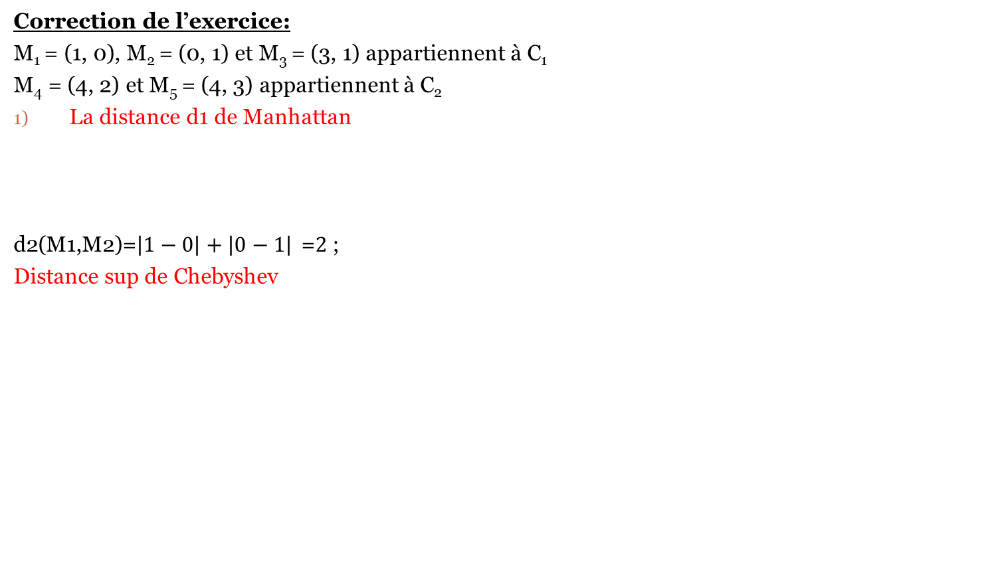 Correction de l’exercice:
M₁ = (1, 0), M₂ = (0, 1) et M₃ = (3, 1) appartiennent à C₁
M₄ = (4, 2) et M₅ = (4, 3) appartiennent à C₂
1) La distance d1 de Manhattan
d2(M1,M2)=|1 − 0| + |0 − 1| =2 ;
Distance sup de Chebyshev